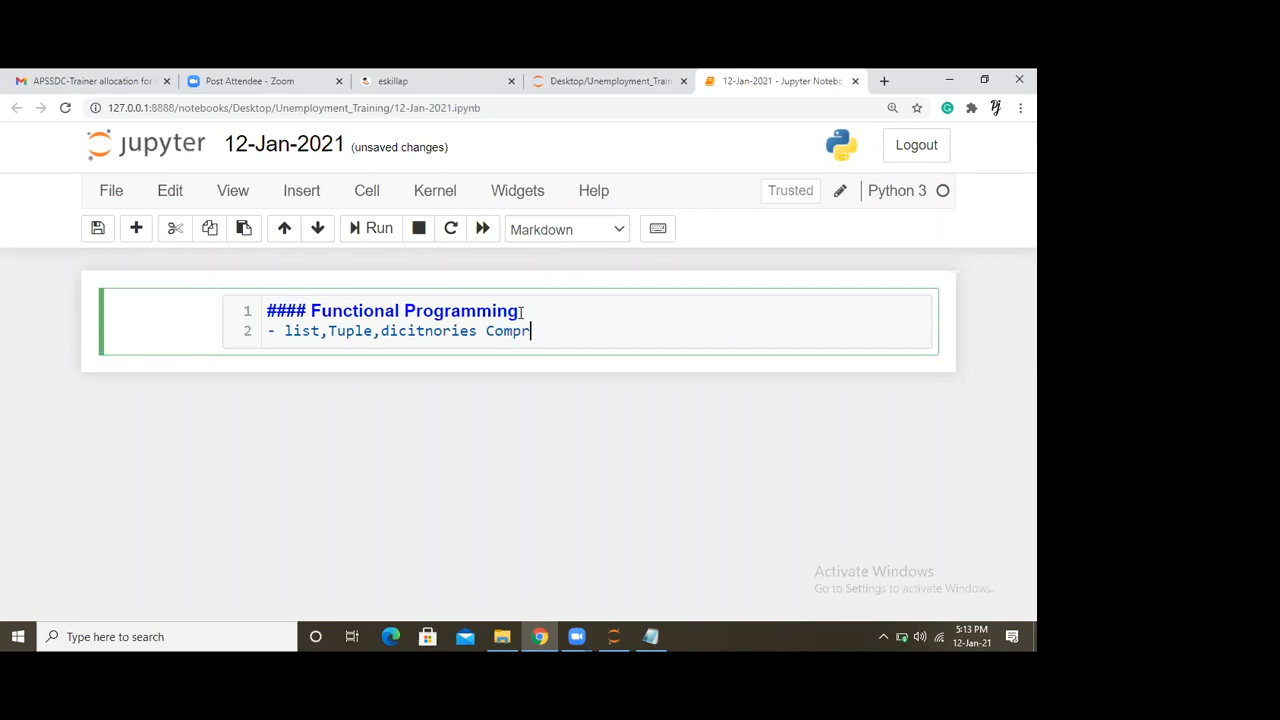 APSSDC-Trainer allocation for
Post Attendee - Zoom
eskillap
Desktop/Unemployment_Train
12-Jan-2021 - Jupyter Notebo
127.0.0.1:8888/notebooks/Desktop/Unemployment_Training/12-Jan-2021.ipynb
jupyter 12-Jan-2021 (unsaved changes)
Logout
File Edit View Insert Cell Kernel Widgets Help
Trusted Python 3
Run Markdown
1 #### Functional Programming
2 - list,Tuple,dicitnories Compr
Activate Windows
Go to Settings to activate Windows.
Type here to search
5:13 PM
12-Jan-21